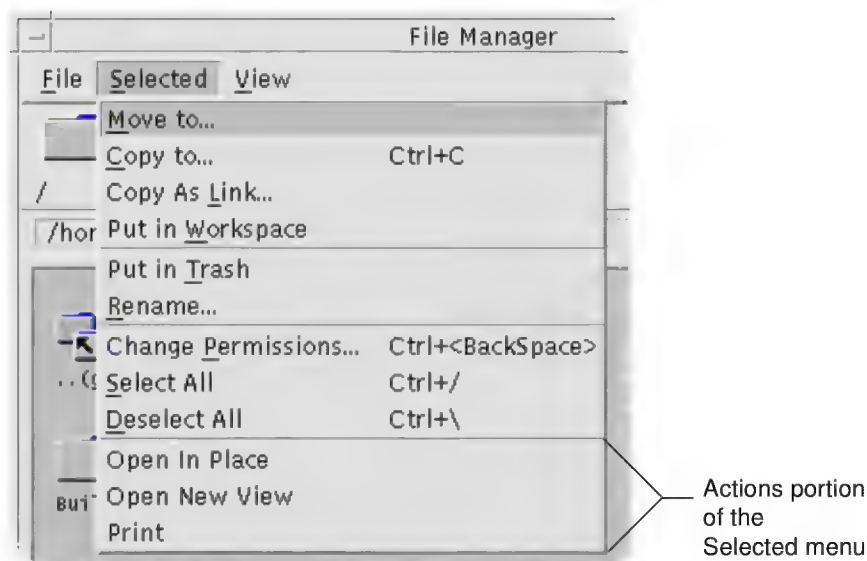 File Manager
File Selected View
Move to...
Copy to... Ctrl+C
Copy As Link...
/
Put in Workspace
/hor
Put in Trash
Rename...
Change Permissions... Ctrl+<BackSpace>
Select All Ctrl+/
..(g
Deselect All Ctrl+\
Open In Place
Open New View
Bui
Print
Actions portion
of the
Selected menu